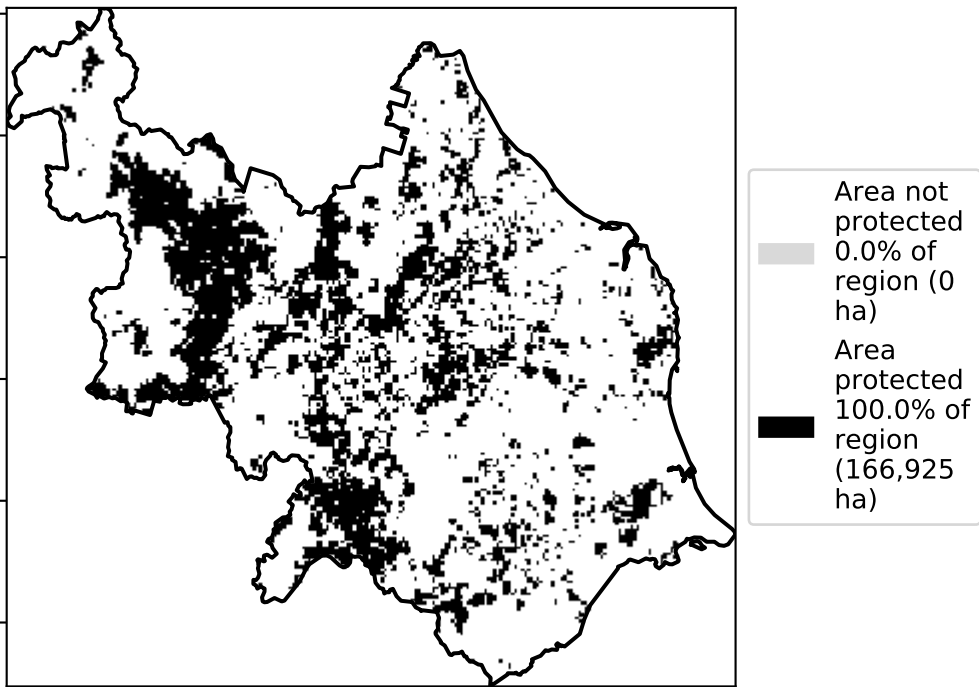 Area not
protected
0.0% of
region (0
ha)
Area
protected
100.0% of
region
(166,925
ha)